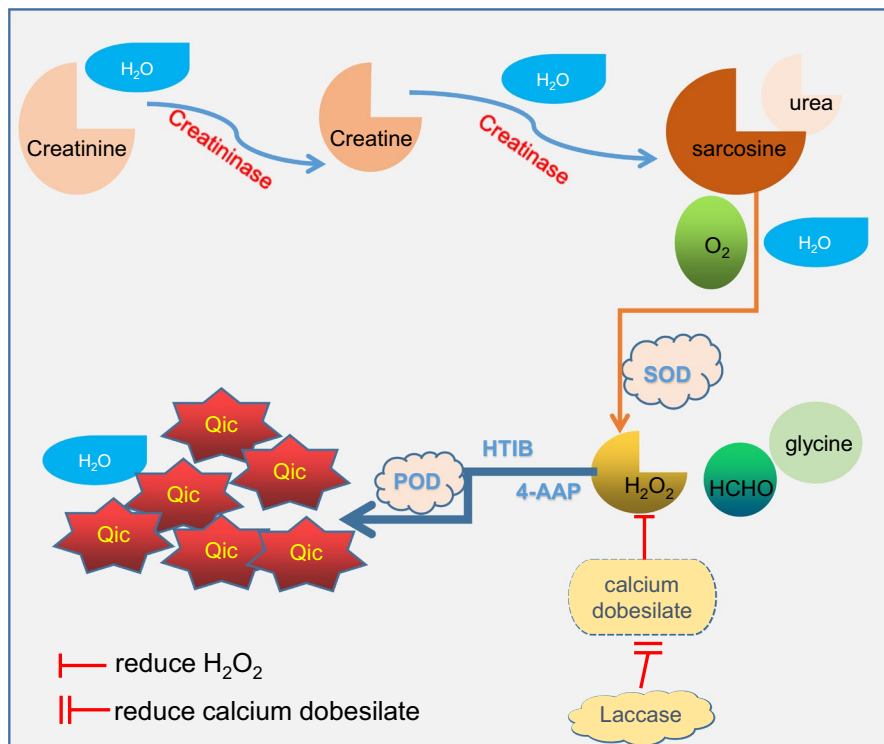 H₂O
Creatinine
Creatininase
Creatine
H₂O
Creatinase
urea
sarcosine
O₂
H₂O
SOD
Qic
Qic
Qic
Qic
Qic
Qic
Qic
H₂O
POD
HTIB
4-AAP
H₂O₂
HCHO
glycine
calcium
dobesilate
Laccase
reduce H₂O₂
reduce calcium dobesilate